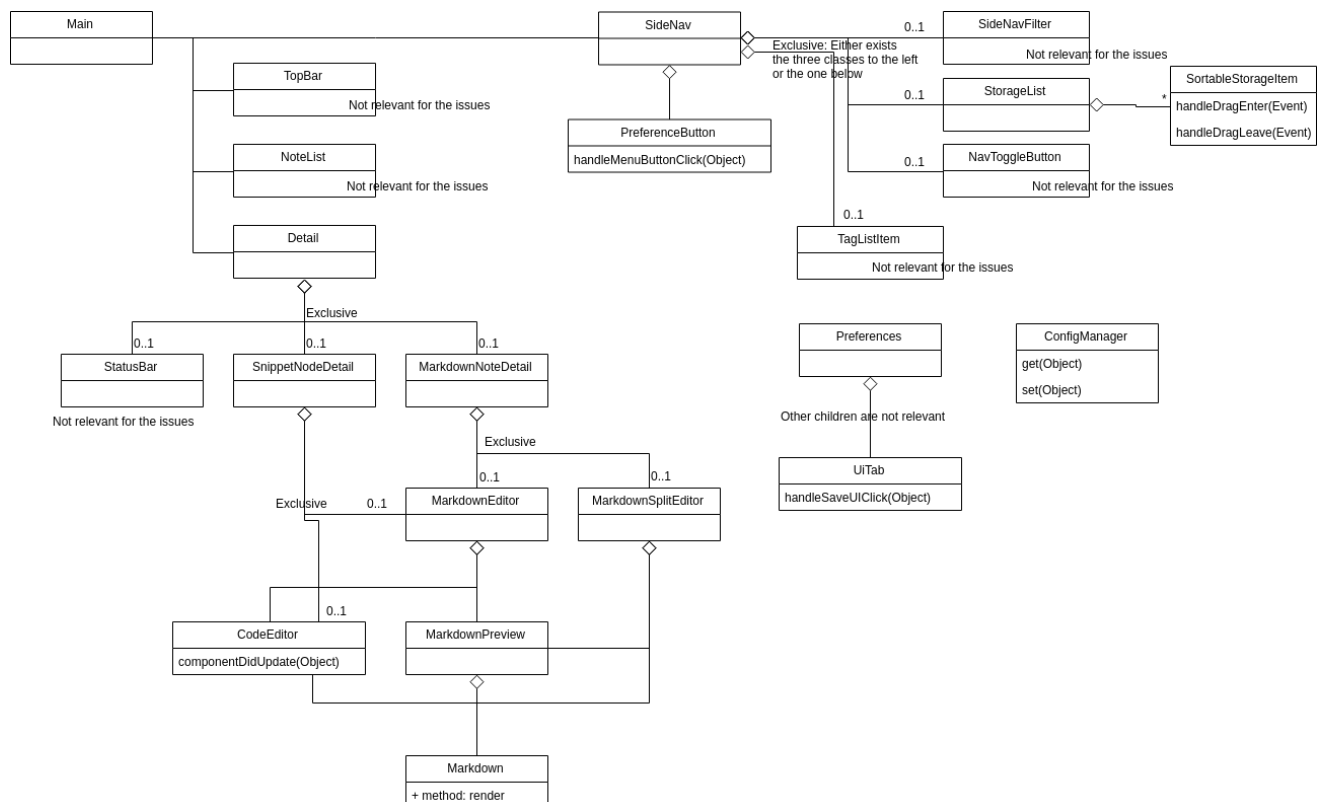 Main
SideNav
0..1
SideNavFilter
Not relevant for the issues
Exclusive: Either exists
the three classes to the left
or the one below
TopBar
Not relevant for the issues
0..1
StorageList
*
SortableStorageItem
handleDragEnter(Event)
handleDragLeave(Event)
PreferenceButton
handleMenuButtonClick(Object)
NoteList
Not relevant for the issues
0..1
NavToggleButton
Not relevant for the issues
Detail
0..1
TagListItem
Not relevant for the issues
Exclusive
0..1
StatusBar
Not relevant for the issues
0..1
SnippetNodeDetail
0..1
MarkdownNoteDetail
Preferences
Other children are not relevant
UiTab
handleSaveUIClick(Object)
ConfigManager
get(Object)
set(Object)
Exclusive
0..1
MarkdownEditor
0..1
MarkdownSplitEditor
Exclusive
0..1
0..1
CodeEditor
componentDidUpdate(Object)
MarkdownPreview
Markdown
+ method: render